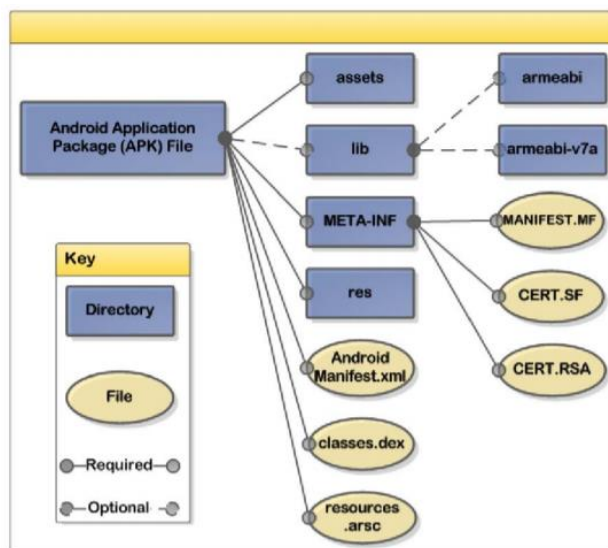 assets
armeabi
Android Application
Package (APK) File
lib
armeabi-v7a
META-INF
MANIFEST.MF
Key
Directory
res
CERT.SF
Android
Manifest.xml
CERT.RSA
File
classes.dex
Required
Optional
resources
.arsc